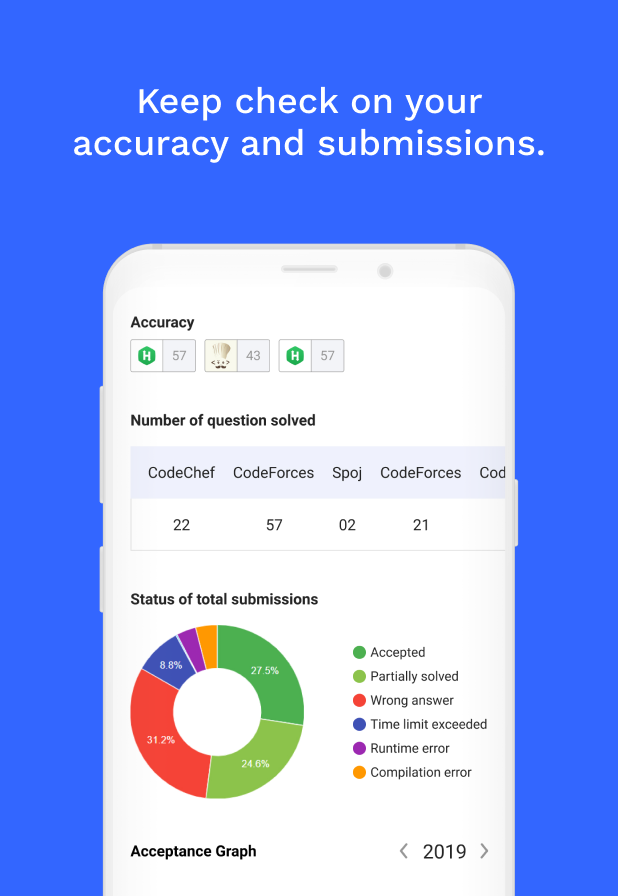 Keep check on your
accuracy and submissions.
Accuracy
H 57 43 H 57
Number of question solved
CodeChef CodeForces Spoj CodeForces Cod
22 57 02 21
Status of total submissions
27.5%
8.8%
31.2%
24.6%
Accepted
Partially solved
Wrong answer
Time limit exceeded
Runtime error
Compilation error
Acceptance Graph < 2019 >